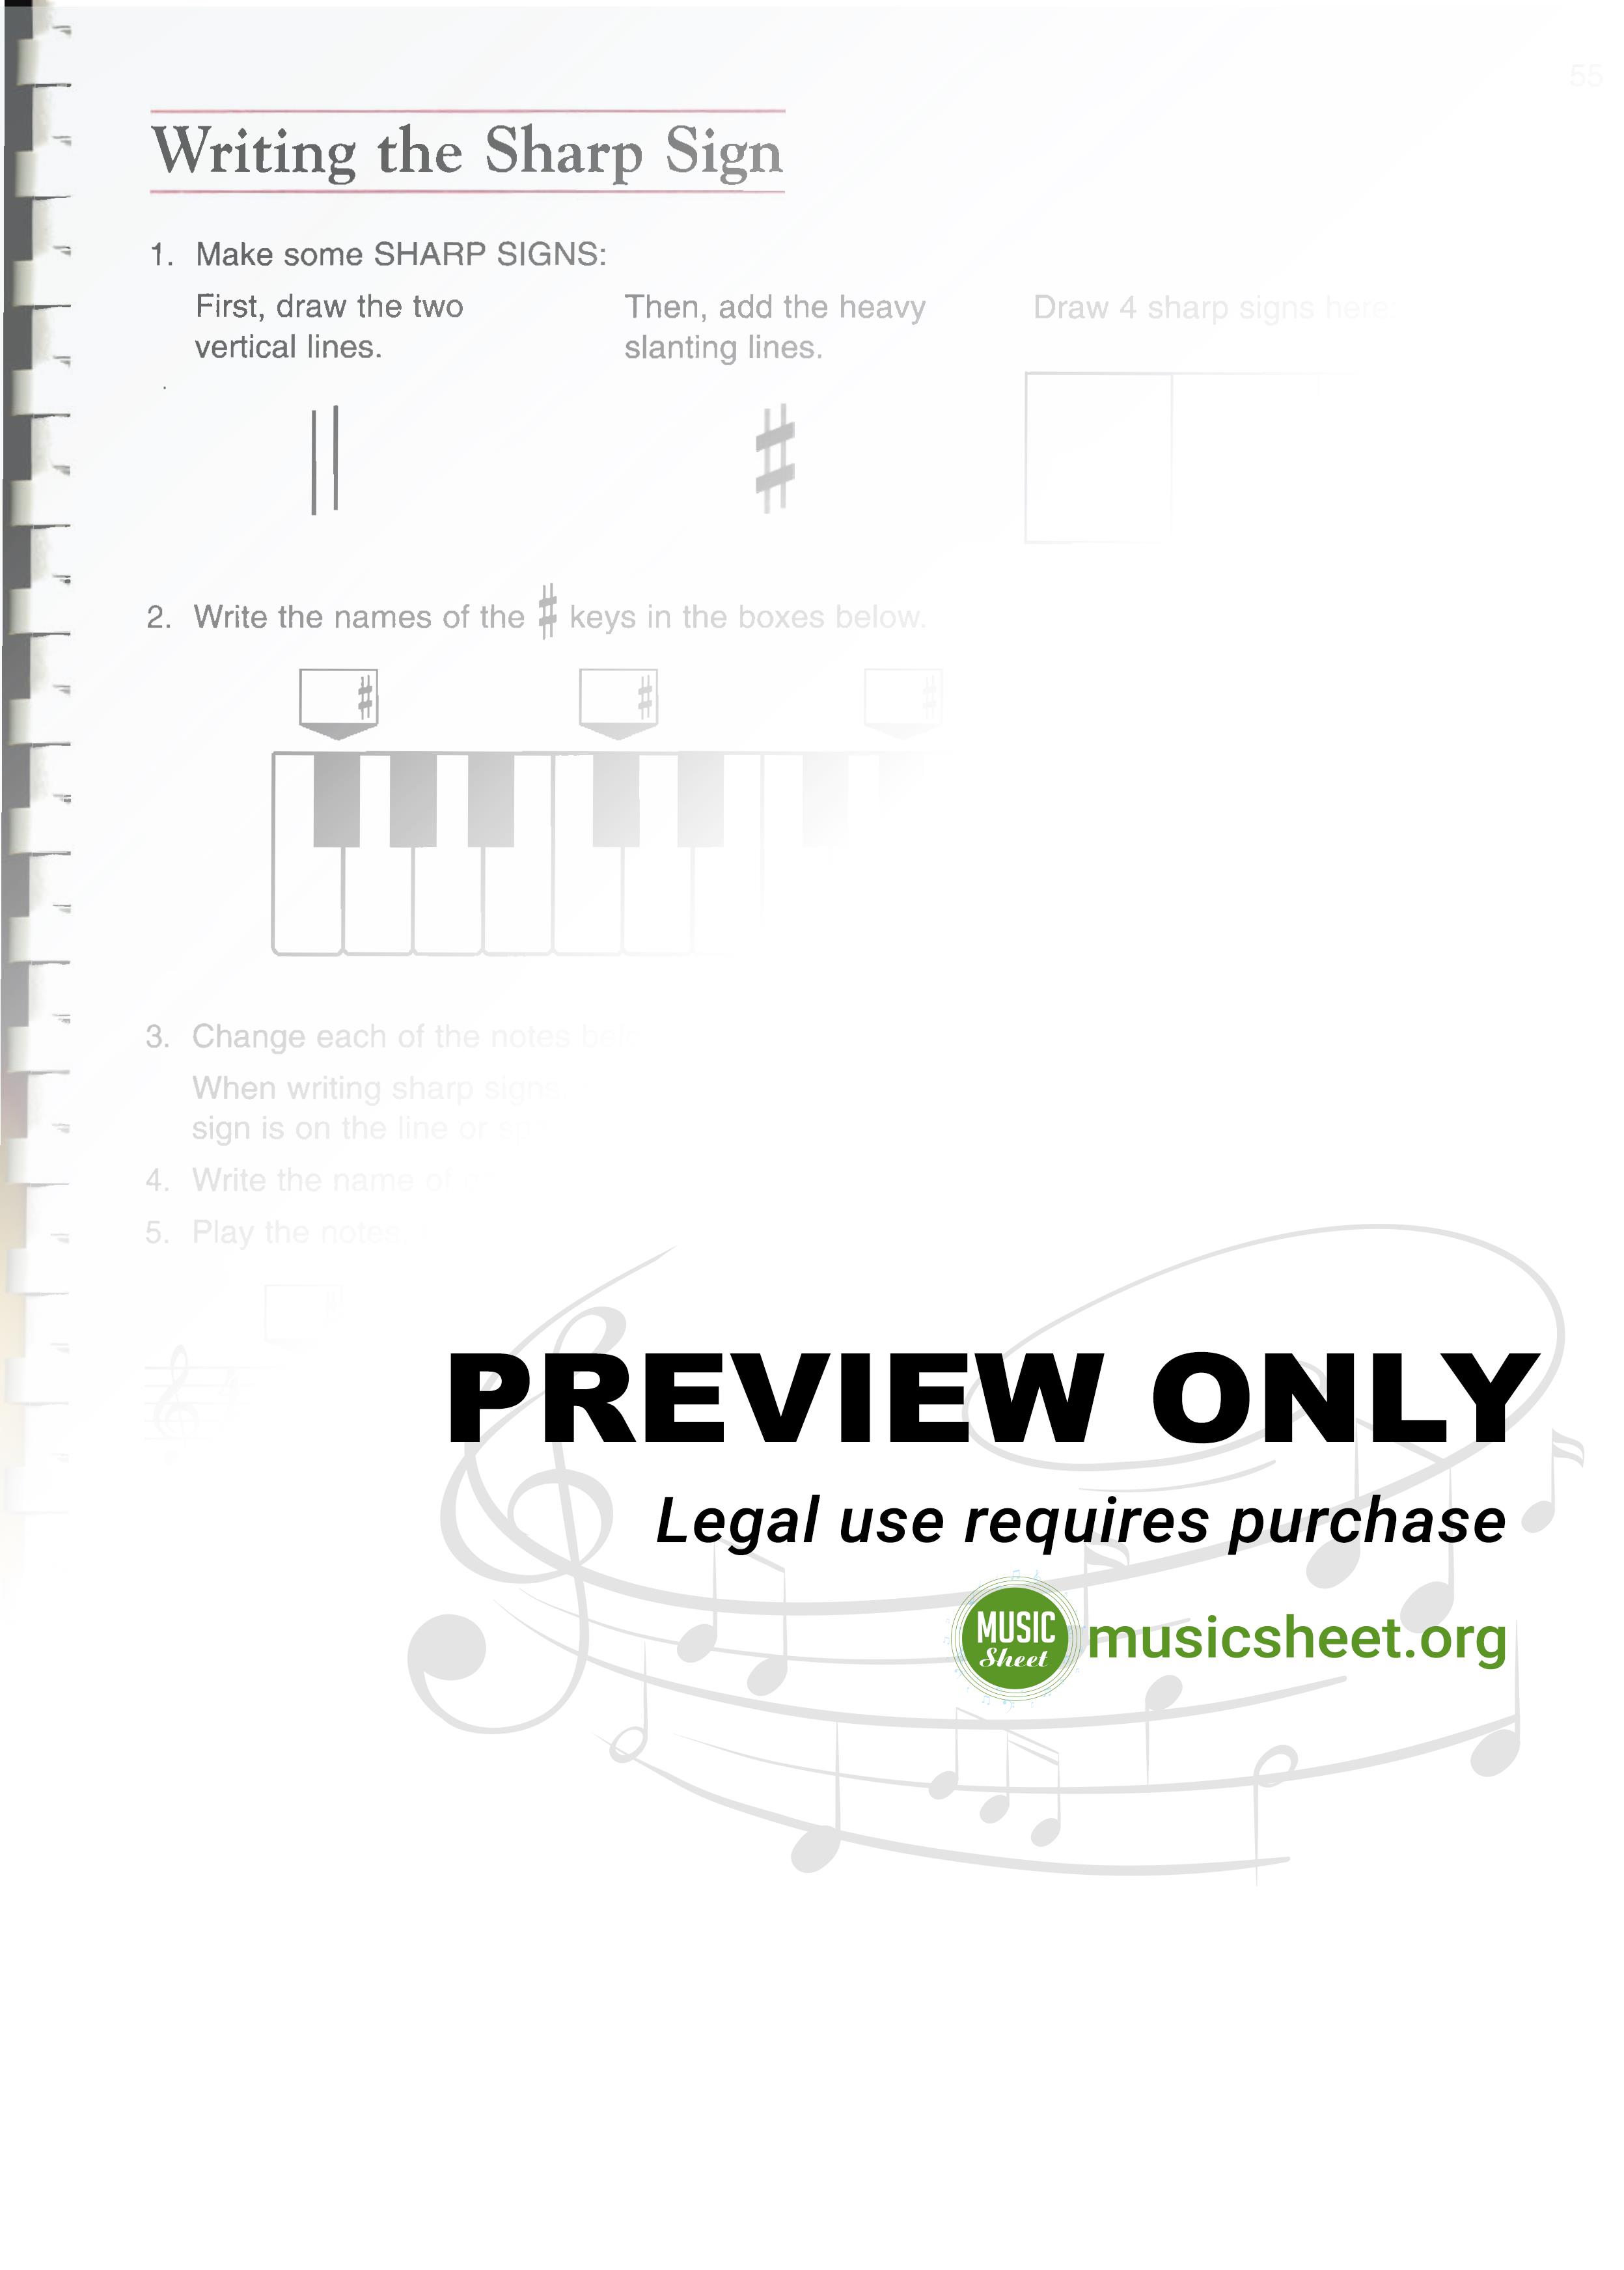 55
Writing the Sharp Sign
1. Make some SHARP SIGNS:
First, draw the two
vertical lines.
Then, add the heavy
slanting lines.
Draw 4 sharp signs here
2. Write the names of the ♯ keys in the boxes below.
♯ ♯ ♯
3. Change each of the notes
When writing sharp signs
sign is on the line or
4. Write the name of
5. Play the notes.
PREVIEW ONLY
Legal use requires purchase
MUSIC
Sheet
musicsheet.org